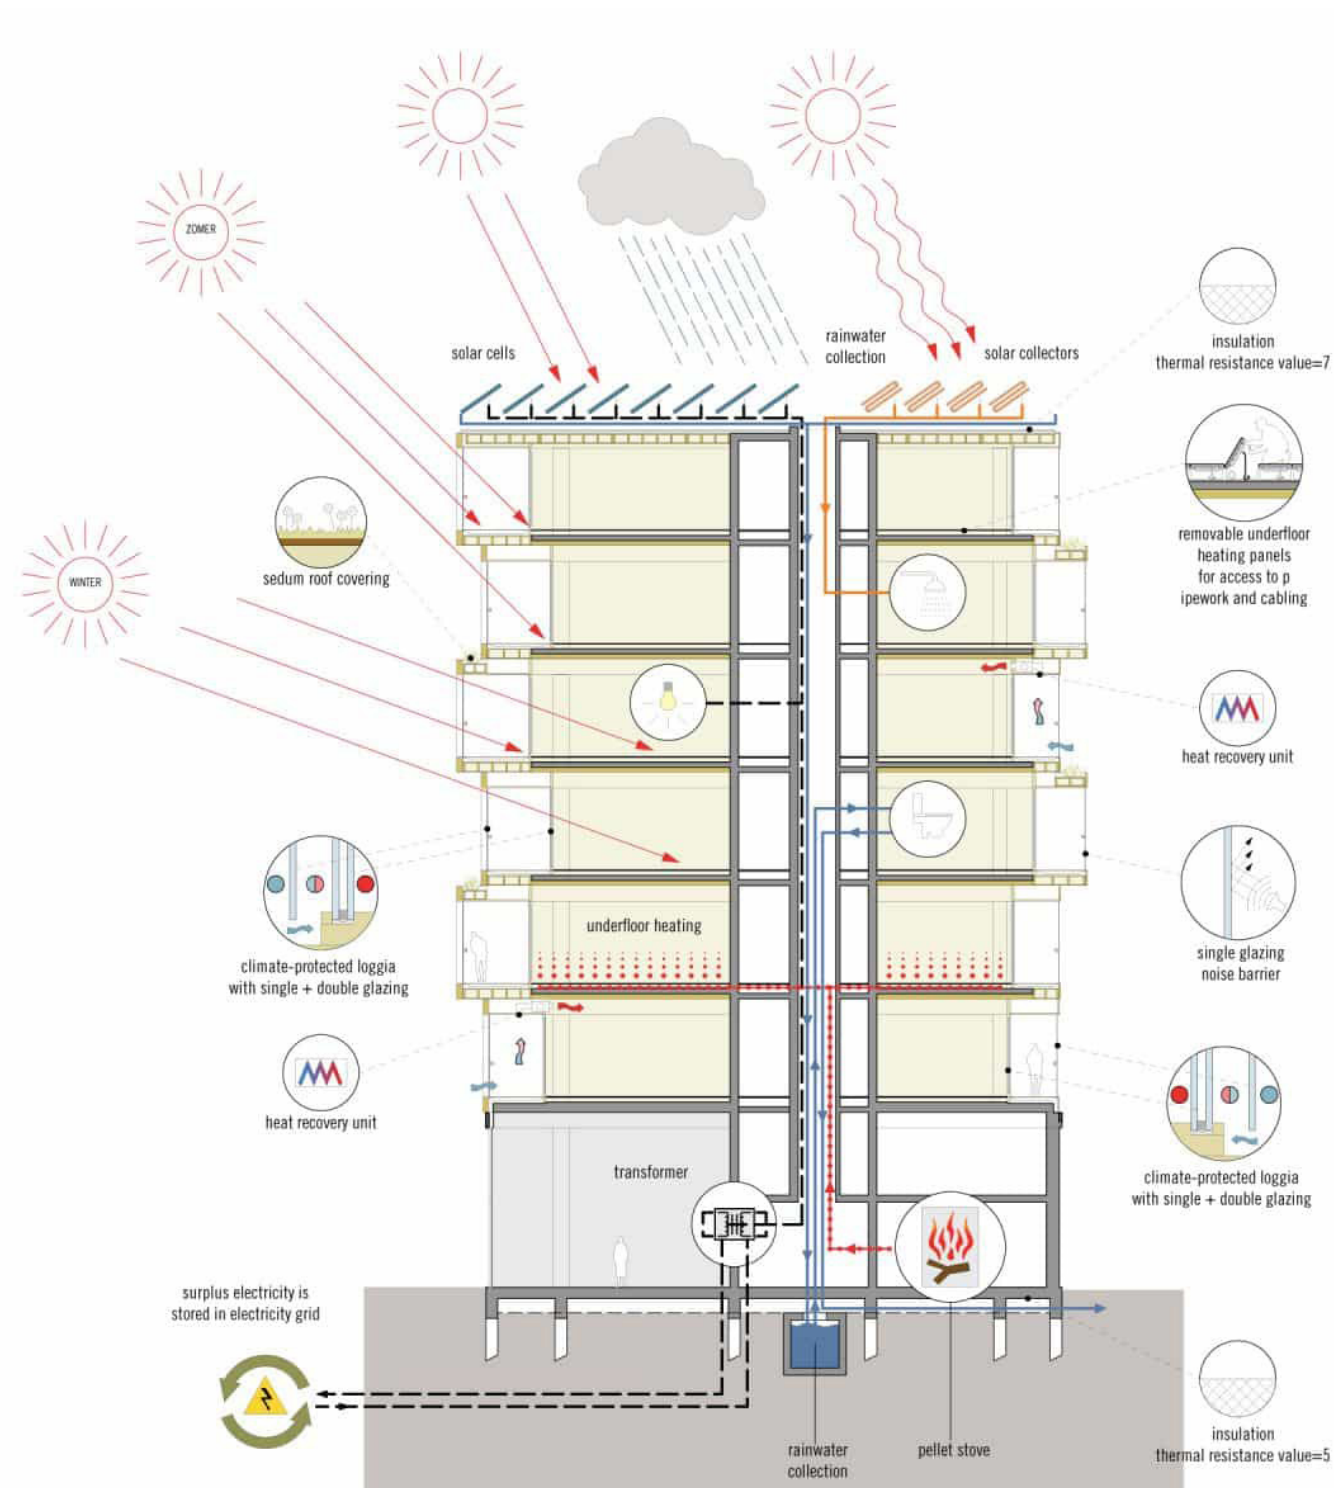 ZOMER
solar cells
rainwater
collection
solar collectors
insulation
thermal resistance value=7
removable underfloor
heating panels
for access to p
ipework and cabling
sedum roof covering
WINTER
heat recovery unit
underfloor heating
climate-protected loggia
with single + double glazing
single glazing
noise barrier
heat recovery unit
transformer
climate-protected loggia
with single + double glazing
surplus electricity is
stored in electricity grid
rainwater
collection
pellet stove
insulation
thermal resistance value=5